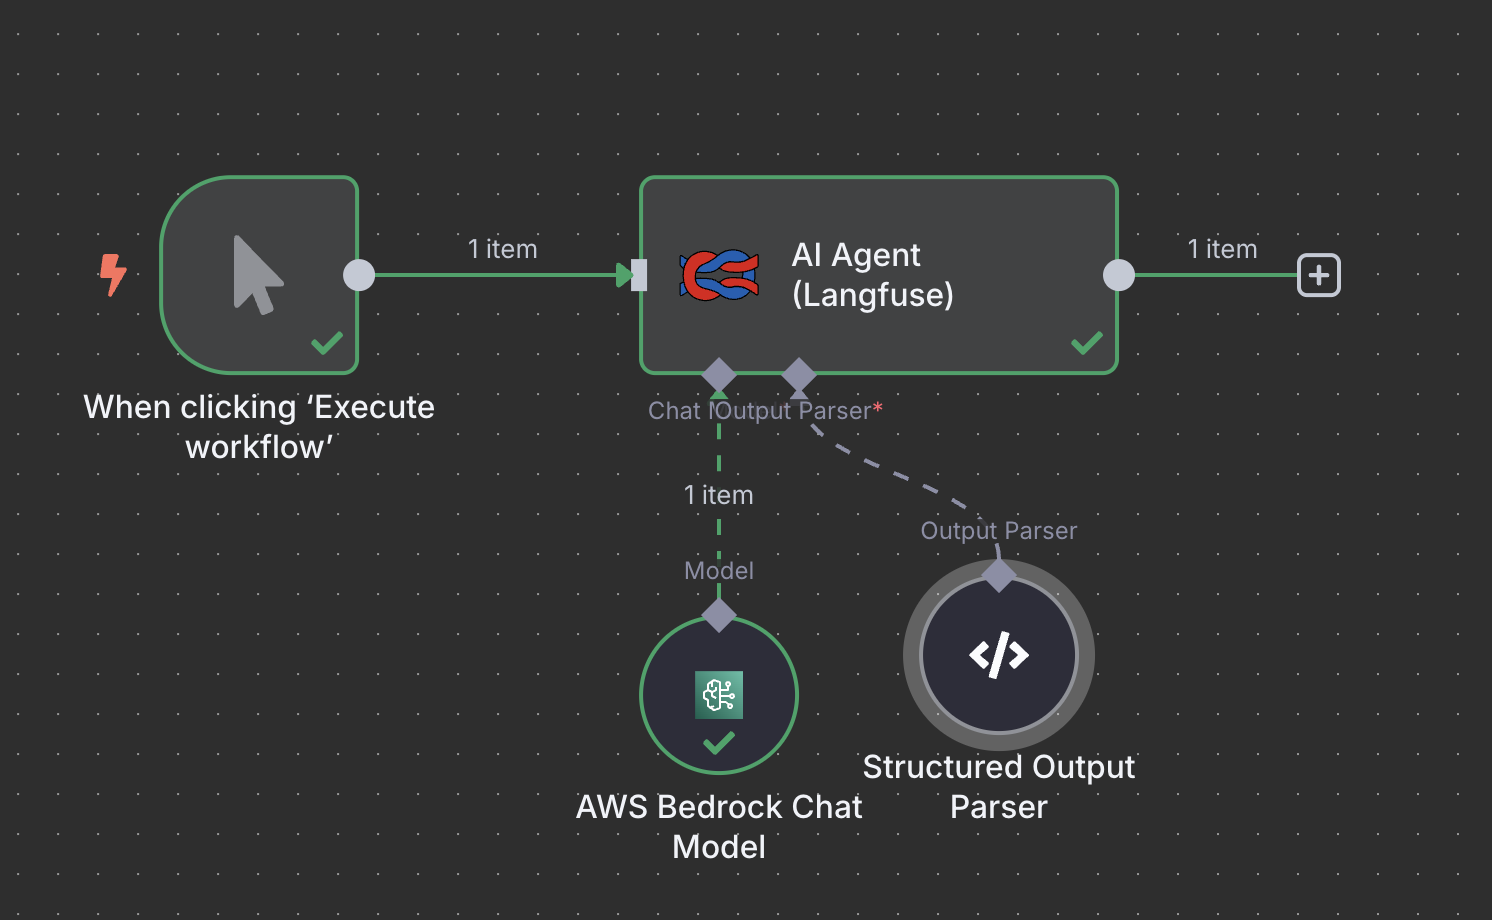 1 item
1 item
AI Agent
(Langfuse)
When clicking ‘Execute
workflow’
Chat
Output Parser*
1 item
Output Parser
Model
Structured Output
Parser
AWS Bedrock Chat
Model